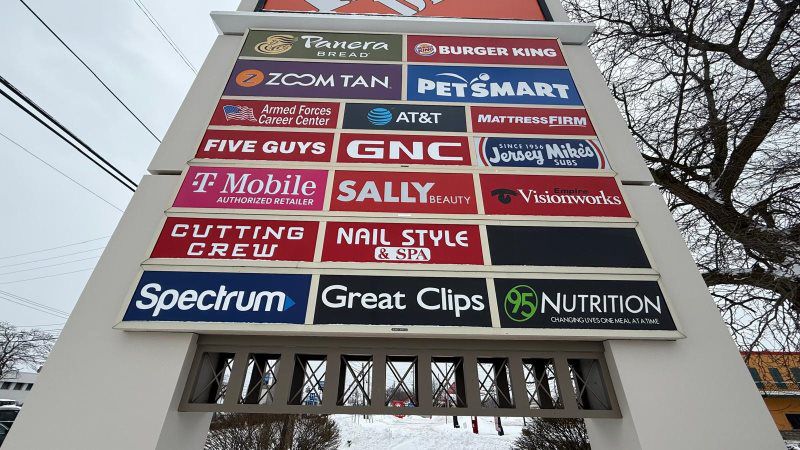 Panera
BREAD
BURGER KING
ZOOM TAN
PETSMART
Armed Forces
Career Center
AT&T
MATTRESSFIRM
FIVE GUYS
GNC
SINCE 1956
Jersey Mike's
SUBS
T Mobile
AUTHORIZED RETAILER
SALLY BEAUTY
Empire
Visionworks
CUTTING
CREW
NAIL STYLE
& SPA
Spectrum
Great Clips
95 NUTRITION
CHANGING LIVES ONE MEAL AT A TIME